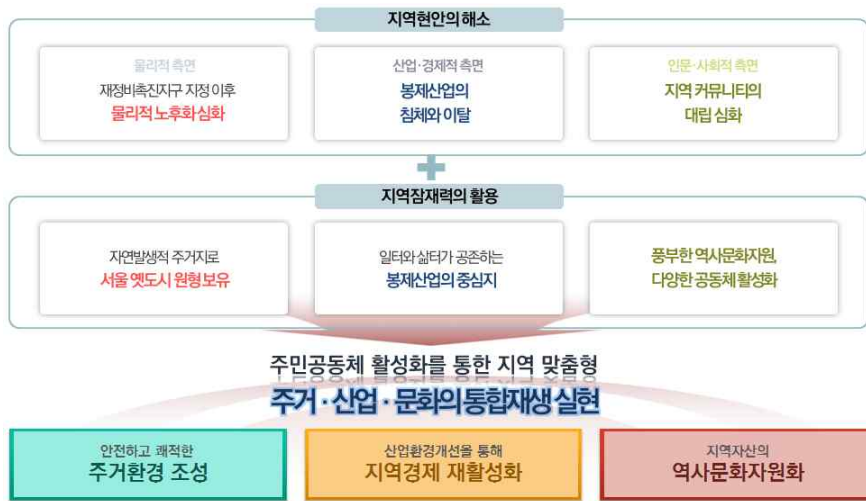 지역현안의 해소
물리적 측면
재정비촉진지구 지정 이후
물리적 노후화 심화
산업·경제적 측면
봉제산업의
침체와 이탈
인문·사회적 측면
지역 커뮤니티의
대립 심화
지역잠재력의 활용
자연발생적 주거지로
서울 옛도시 원형 보유
일터와 삶터가 공존하는
봉제산업의 중심지
풍부한 역사문화자원,
다양한 공동체 활성화
주민공동체 활성화를 통한 지역 맞춤형
주거·산업·문화의 통합재생 실현
안전하고 쾌적한
주거환경 조성
산업환경개선을 통해
지역경제 재활성화
지역자산의
역사문화자원화